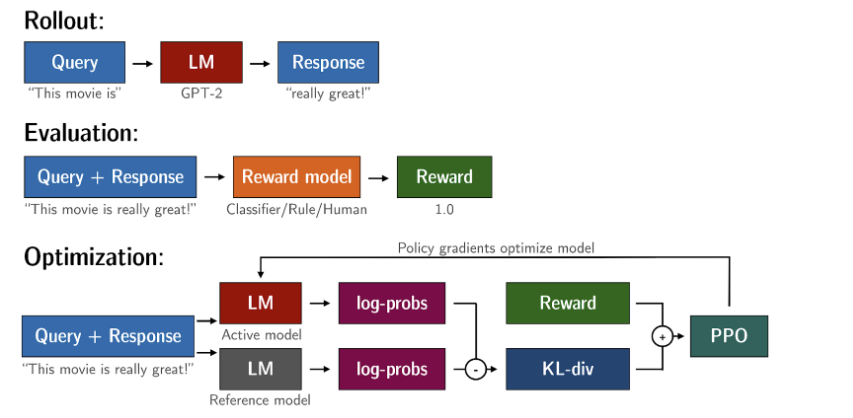 Rollout:
Query LM Response
“This movie is” GPT-2 “really great!”
Evaluation:
Query + Response Reward model Reward
“This movie is really great!” Classifier/Rule/Human 1.0
Optimization:
Policy gradients optimize model
LM log-probs Reward
Query + Response Active model + PPO
“This movie is really great!” LM log-probs - KL-div
Reference model